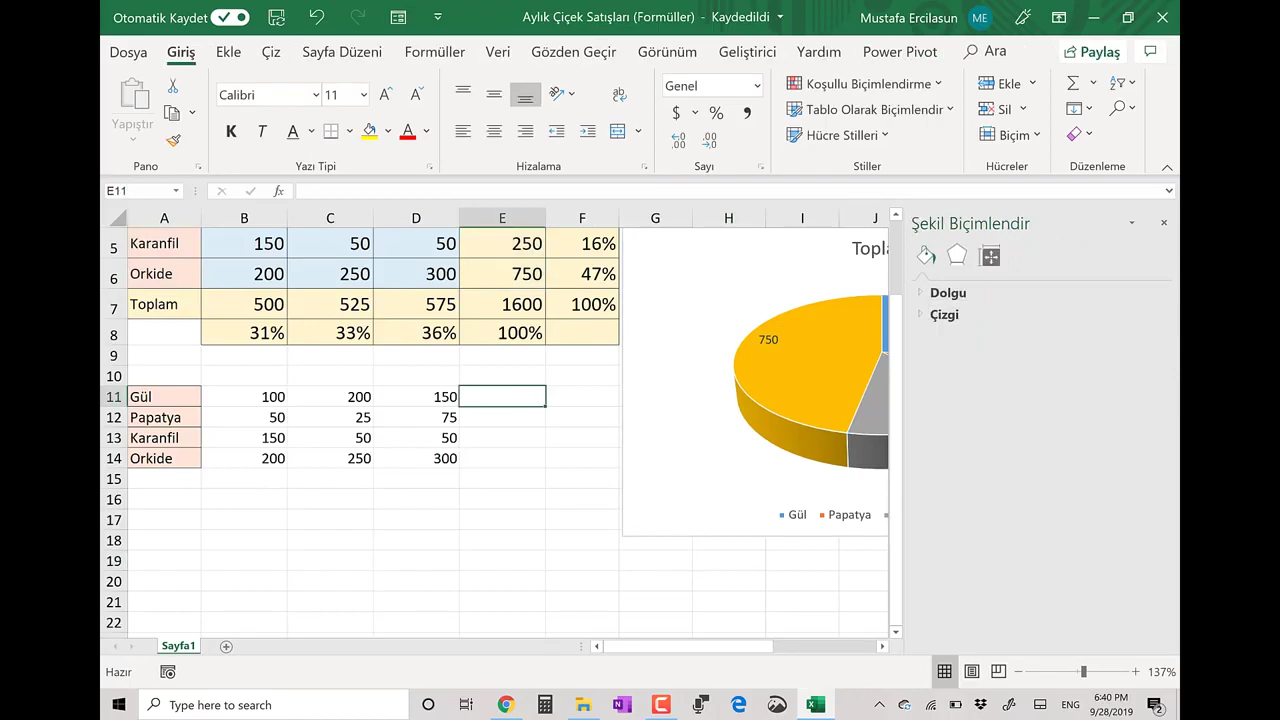 Otomatik Kaydet Aylık Çiçek Satışları (Formüller) - Kaydedildi Mustafa Ercilasun ME
Dosya Giriş Ekle Çiz Sayfa Düzeni Formüller Veri Gözden Geçir Görünüm Geliştirici Yardım Power Pivot Ara Paylaş
Yapıştır Calibri 11 Genel Koşullu Biçimlendirme Ekle
Tablo Olarak Biçimlendir Sil
K T A A $ % Hücre Stilleri Biçim
Pano Yazı Tipi Hizalama Sayı Stiller Hücreler Düzenleme
E11 fx
A B C D E F G H I J
5 Karanfil 150 50 50 250 16%
6 Orkide 200 250 300 750 47%
7 Toplam 500 525 575 1600 100%
8 31% 33% 36% 100%
9
10
11 Gül 100 200 150
12 Papatya 50 25 75
13 Karanfil 150 50 50
14 Orkide 200 250 300
15
16
17
18
19
20
21
22
Topla
750
Gül Papatya
Şekil Biçimlendir
Dolgu
Çizgi
Sayfa1
Hazır 137%
Type here to search ENG 6:40 PM
9/28/2019 2